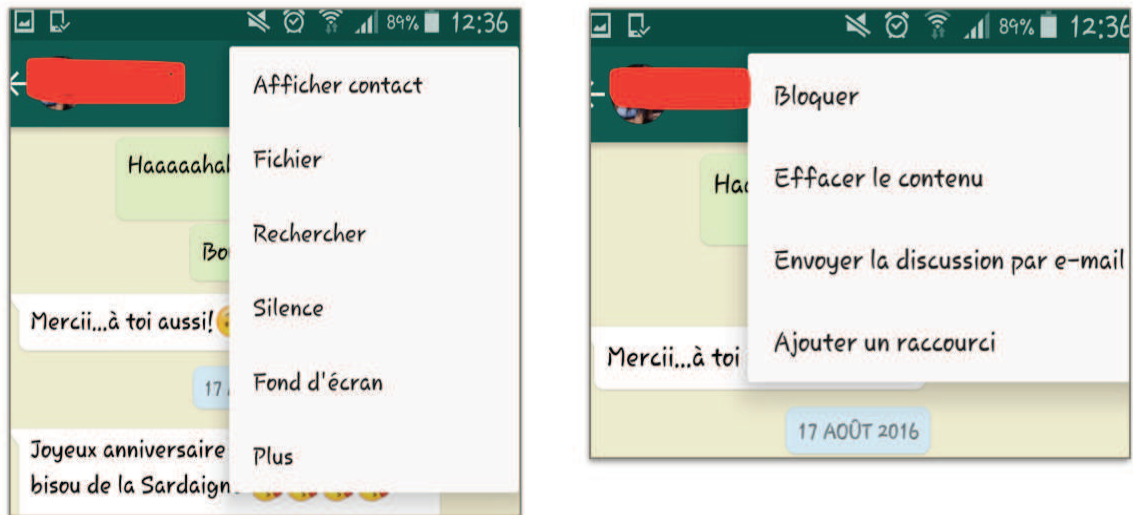 89% 12:36
Afficher contact
Fichier
Rechercher
Silence
Fond d'écran
Plus
Haaaaahal
Bo
Mercii...à toi aussi!
17
Joyeux anniversaire
bisou de la Sardaign
89% 12:36
Bloquer
Effacer le contenu
Envoyer la discussion par e-mail
Ajouter un raccourci
Ha
Mercii...à toi
17 AOÛT 2016